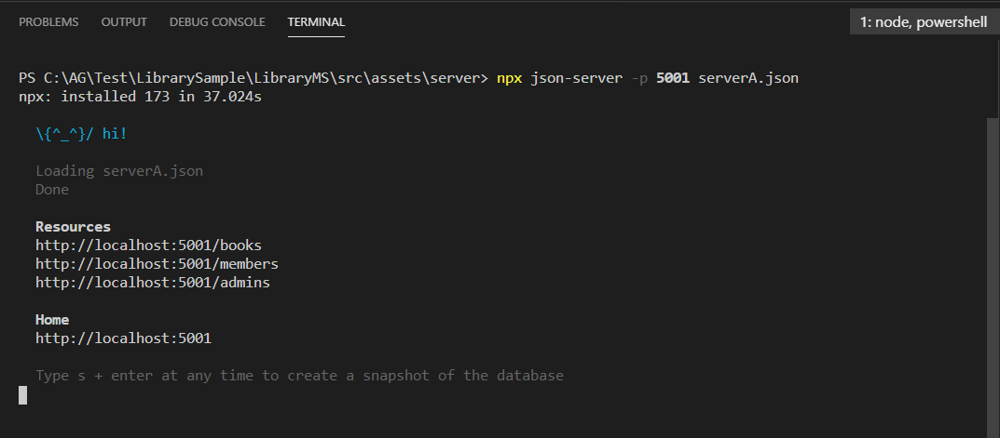 PROBLEMS OUTPUT DEBUG CONSOLE TERMINAL 1: node, powershell
PS C:\AG\Test\LibrarySample\LibraryMS\src\assets\server> npx json-server -p 5001 serverA.json
npx: installed 173 in 37.024s
\{^_^}/ hi!
Loading serverA.json
Done
Resources
http://localhost:5001/books
http://localhost:5001/members
http://localhost:5001/admins
Home
http://localhost:5001
Type s + enter at any time to create a snapshot of the database